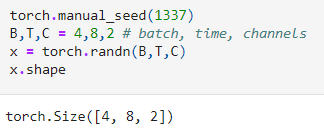 torch.manual_seed(1337)
B,T,C = 4,8,2 # batch, time, channels
x = torch.randn(B,T,C)
x.shape
torch.Size([4, 8, 2])